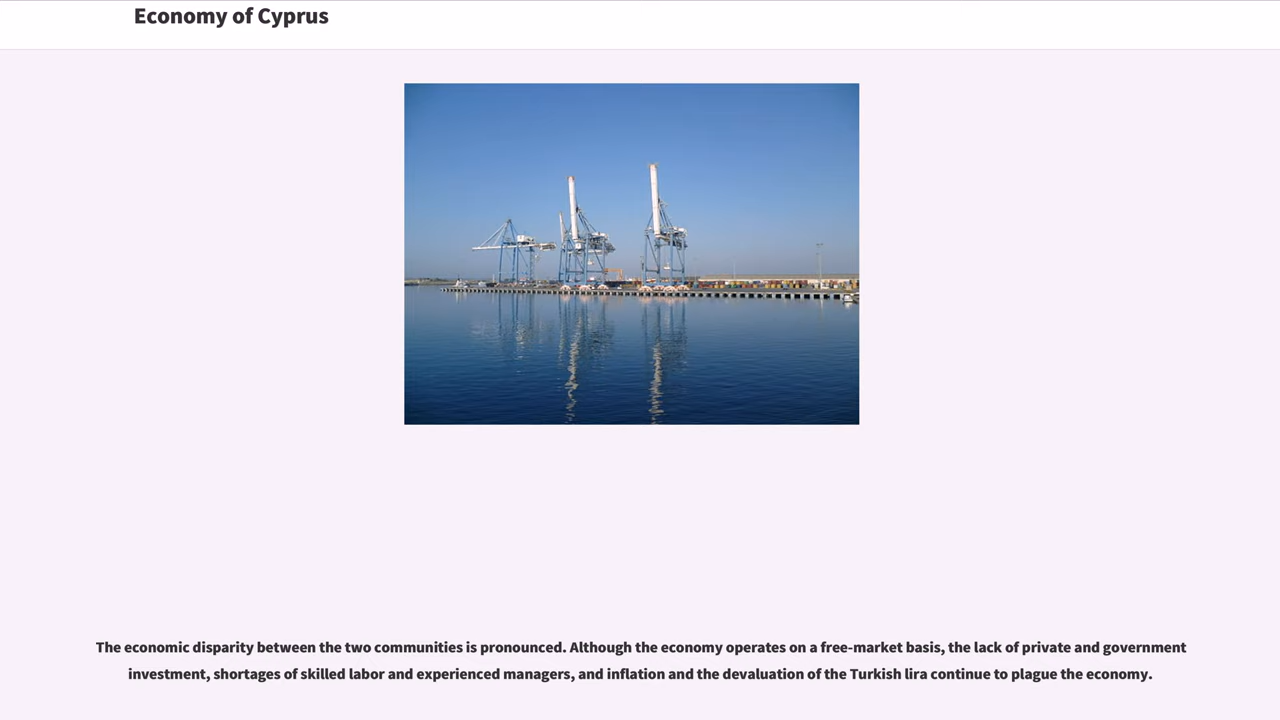 Economy of Cyprus
The economic disparity between the two communities is pronounced. Although the economy operates on a free-market basis, the lack of private and government
investment, shortages of skilled labor and experienced managers, and inflation and the devaluation of the Turkish lira continue to plague the economy.